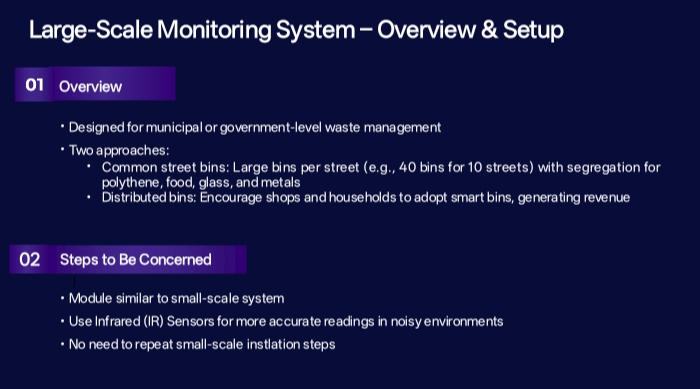 Large-Scale Monitoring System – Overview & Setup
01 Overview
• Designed for municipal or government-level waste management
• Two approaches:
• Common street bins: Large bins per street (e.g., 40 bins for 10 streets) with segregation for
polythene, food, glass, and metals
• Distributed bins: Encourage shops and households to adopt smart bins, generating revenue
02 Steps to Be Concerned
• Module similar to small-scale system
• Use Infrared (IR) Sensors for more accurate readings in noisy environments
• No need to repeat small-scale instlation steps